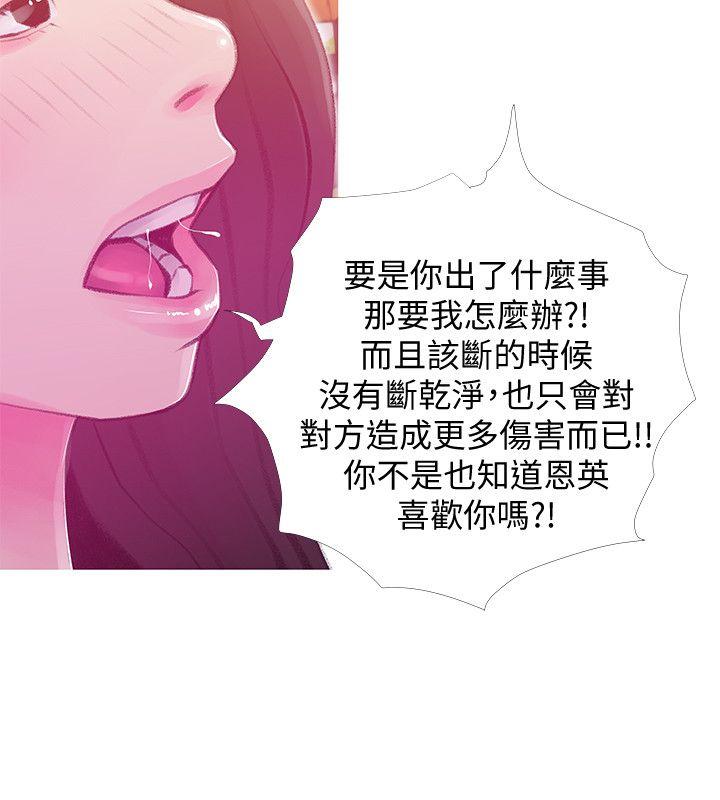 要是你出了什麼事
那要我怎麼辦?!
而且該斷的時候
沒有斷乾淨，也只會對
對方造成更多傷害而已!!
你不是也知道恩英
喜歡你嗎?!